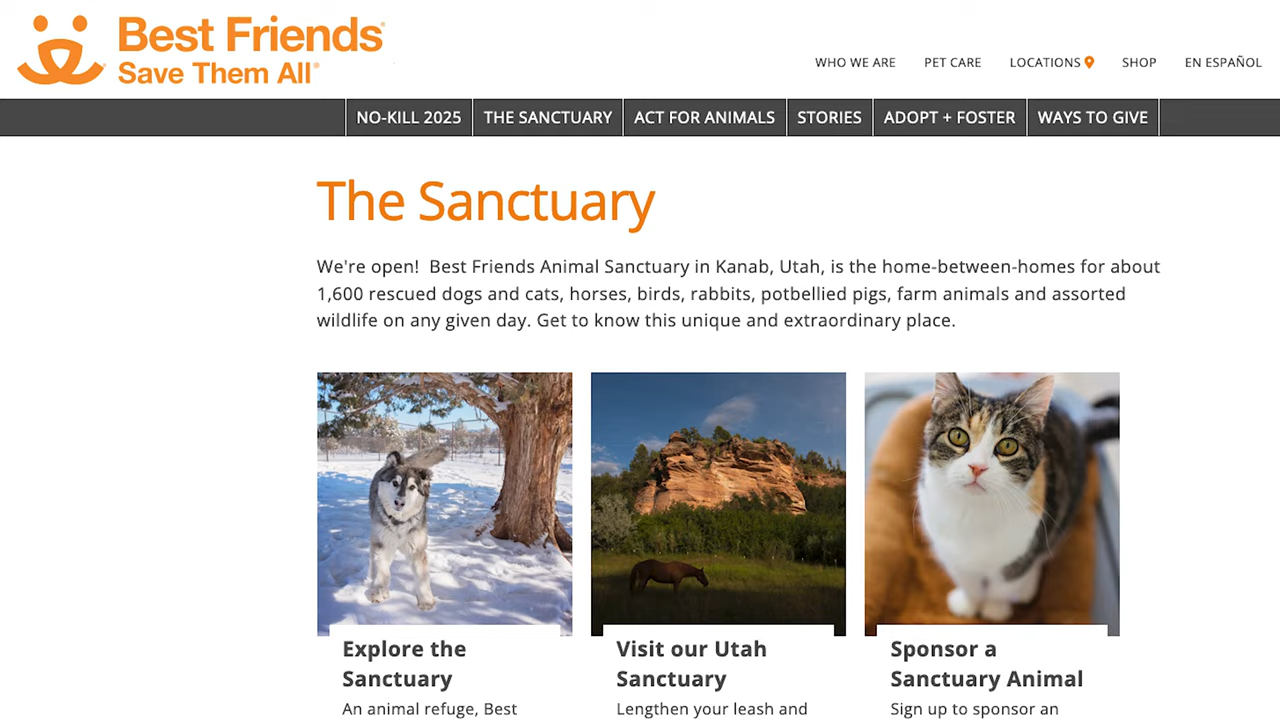 Best Friends®
Save Them All®
WHO WE ARE PET CARE LOCATIONS SHOP EN ESPAÑOL
NO-KILL 2025 THE SANCTUARY ACT FOR ANIMALS STORIES ADOPT + FOSTER WAYS TO GIVE
The Sanctuary
We're open!  Best Friends Animal Sanctuary in Kanab, Utah, is the home-between-homes for about
1,600 rescued dogs and cats, horses, birds, rabbits, potbellied pigs, farm animals and assorted
wildlife on any given day. Get to know this unique and extraordinary place.
Explore the
Sanctuary
An animal refuge, Best
Visit our Utah
Sanctuary
Lengthen your leash and
Sponsor a
Sanctuary Animal
Sign up to sponsor an